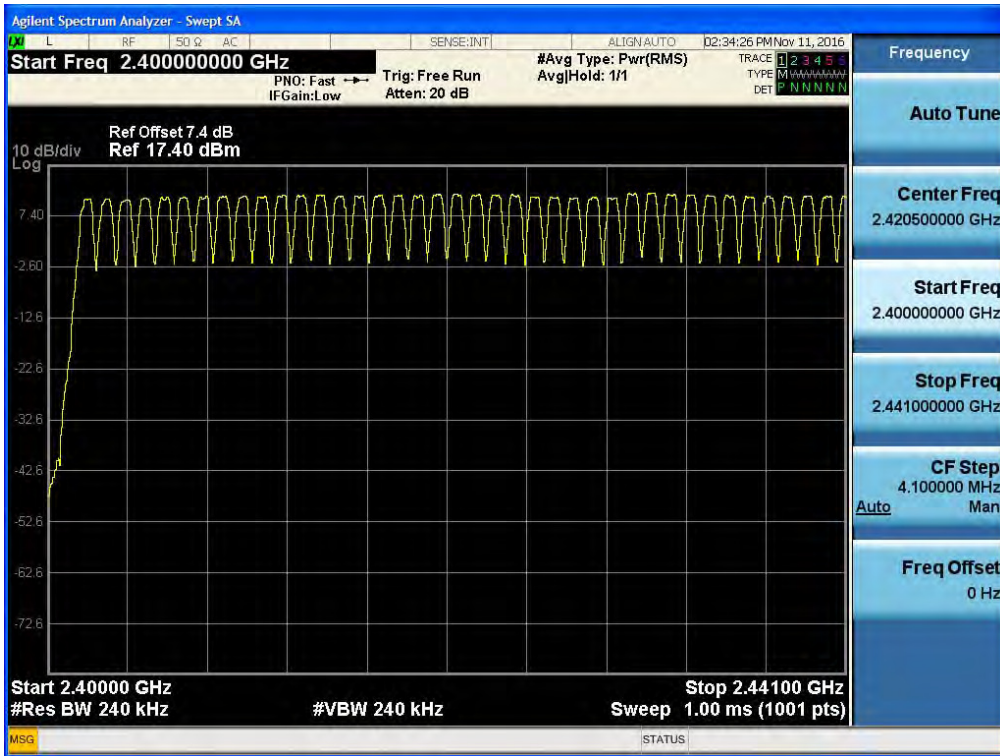 Agilent Spectrum Analyzer - Swept SA
LXI L RF 50 Ω AC SENSE:INT ALIGN AUTO 02:34:26 PM Nov 11, 2016
Start Freq 2.400000000 GHz
PNO: Fast
IFGain:Low
Trig: Free Run
Atten: 20 dB
#Avg Type: Pwr(RMS)
Avg|Hold: 1/1
TRACE 1 2 3 4 5 6
TYPE M
DET P N N N N N
Ref Offset 7.4 dB
10 dB/div Ref 17.40 dBm
Log
7.40
-2.60
-12.6
-22.6
-32.6
-42.6
-52.6
-62.6
-72.6
Start 2.40000 GHz
Stop 2.44100 GHz
#Res BW 240 kHz
#VBW 240 kHz
Sweep 1.00 ms (1001 pts)
MSG
STATUS
Frequency
Auto Tune
Center Freq
2.420500000 GHz
Start Freq
2.400000000 GHz
Stop Freq
2.441000000 GHz
CF Step
4.100000 MHz
Auto Man
Freq Offset
0 Hz